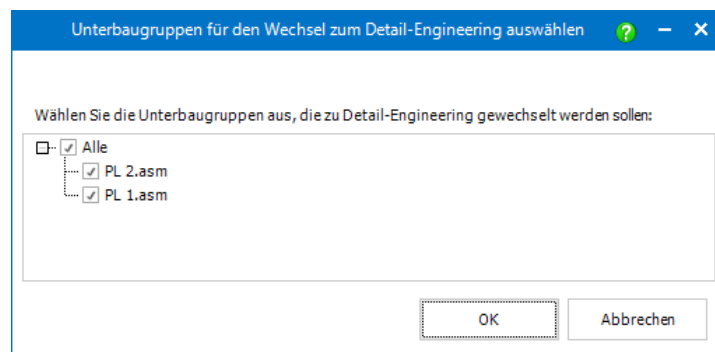 Unterbaugruppen für den Wechsel zum Detail-Engineering auswählen
Wählen Sie die Unterbaugruppen aus, die zu Detail-Engineering gewechselt werden sollen:
Alle
PL 2.asm
PL 1.asm
OK Abbrechen